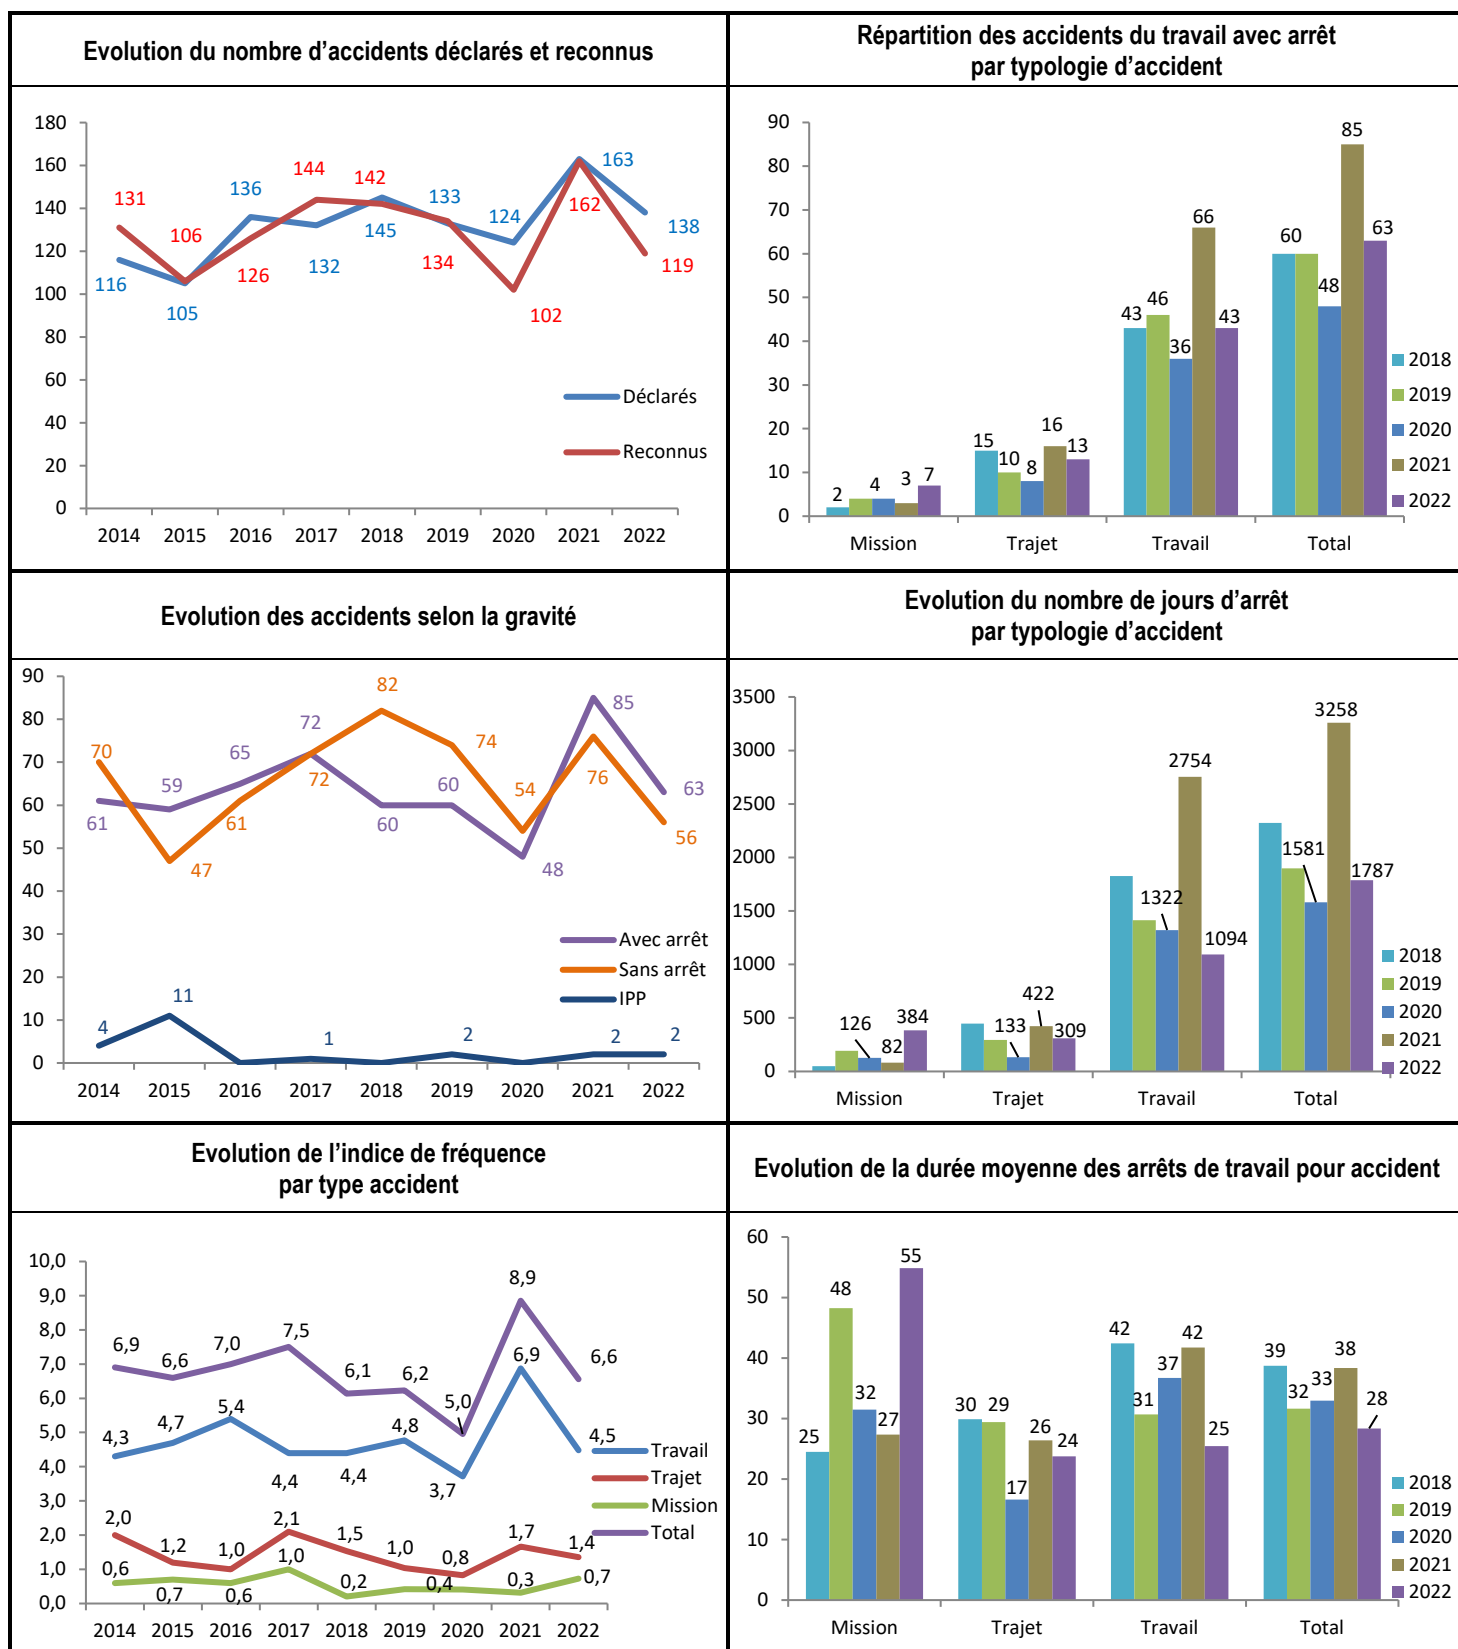 Evolution du nombre d’accidents déclarés et reconnus
180
160
140
120
100
80
60
40
20
0
131 106 126 144 142 134 102 162 119
116 105 136 132 145 133 124 163 138
Déclarés
Reconnus
2014 2015 2016 2017 2018 2019 2020 2021 2022
Répartition des accidents du travail avec arrêt
par typologie d’accident
90
80
70
60
50
40
30
20
10
0
2 4 3 7
15 10 8 16 13
43 46 36 66 43
60 48 85 63
Mission Trajet Travail Total
2018
2019
2020
2021
2022
Evolution des accidents selon la gravité
90
80
70
60
50
40
30
20
10
0
61 59 65 72 60 60 48 85 63
70 47 61 72 82 74 54 76 56
4 11 1 2 2 2
Avec arrêt
Sans arrêt
IPP
2014 2015 2016 2017 2018 2019 2020 2021 2022
Evolution du nombre de jours d’arrêt
par typologie d’accident
3500
3000
2500
2000
1500
1000
500
0
126 82 384
133 422 309
1322 2754 1094
1581 3258 1787
Mission Trajet Travail Total
2018
2019
2020
2021
2022
Evolution de l’indice de fréquence
par type accident
10,0
9,0
8,0
7,0
6,0
5,0
4,0
3,0
2,0
1,0
0,0
6,9 6,6 7,0 7,5 6,1 6,2 5,0 8,9 6,6
4,3 4,7 5,4 4,4 4,4 4,8 3,7 6,9 4,5
2,0 1,2 1,0 2,1 1,5 1,0 0,8 1,7 1,4
0,6 0,7 0,6 1,0 0,2 0,4 0,3 0,7
Travail
Trajet
Mission
Total
2014 2015 2016 2017 2018 2019 2020 2021 2022
Evolution de la durée moyenne des arrêts de travail pour accident
60
50
40
30
20
10
0
25 48 32 27 55
30 29 17 26 24
42 31 37 42 25
39 32 33 38 28
Mission Trajet Travail Total
2018
2019
2020
2021
2022